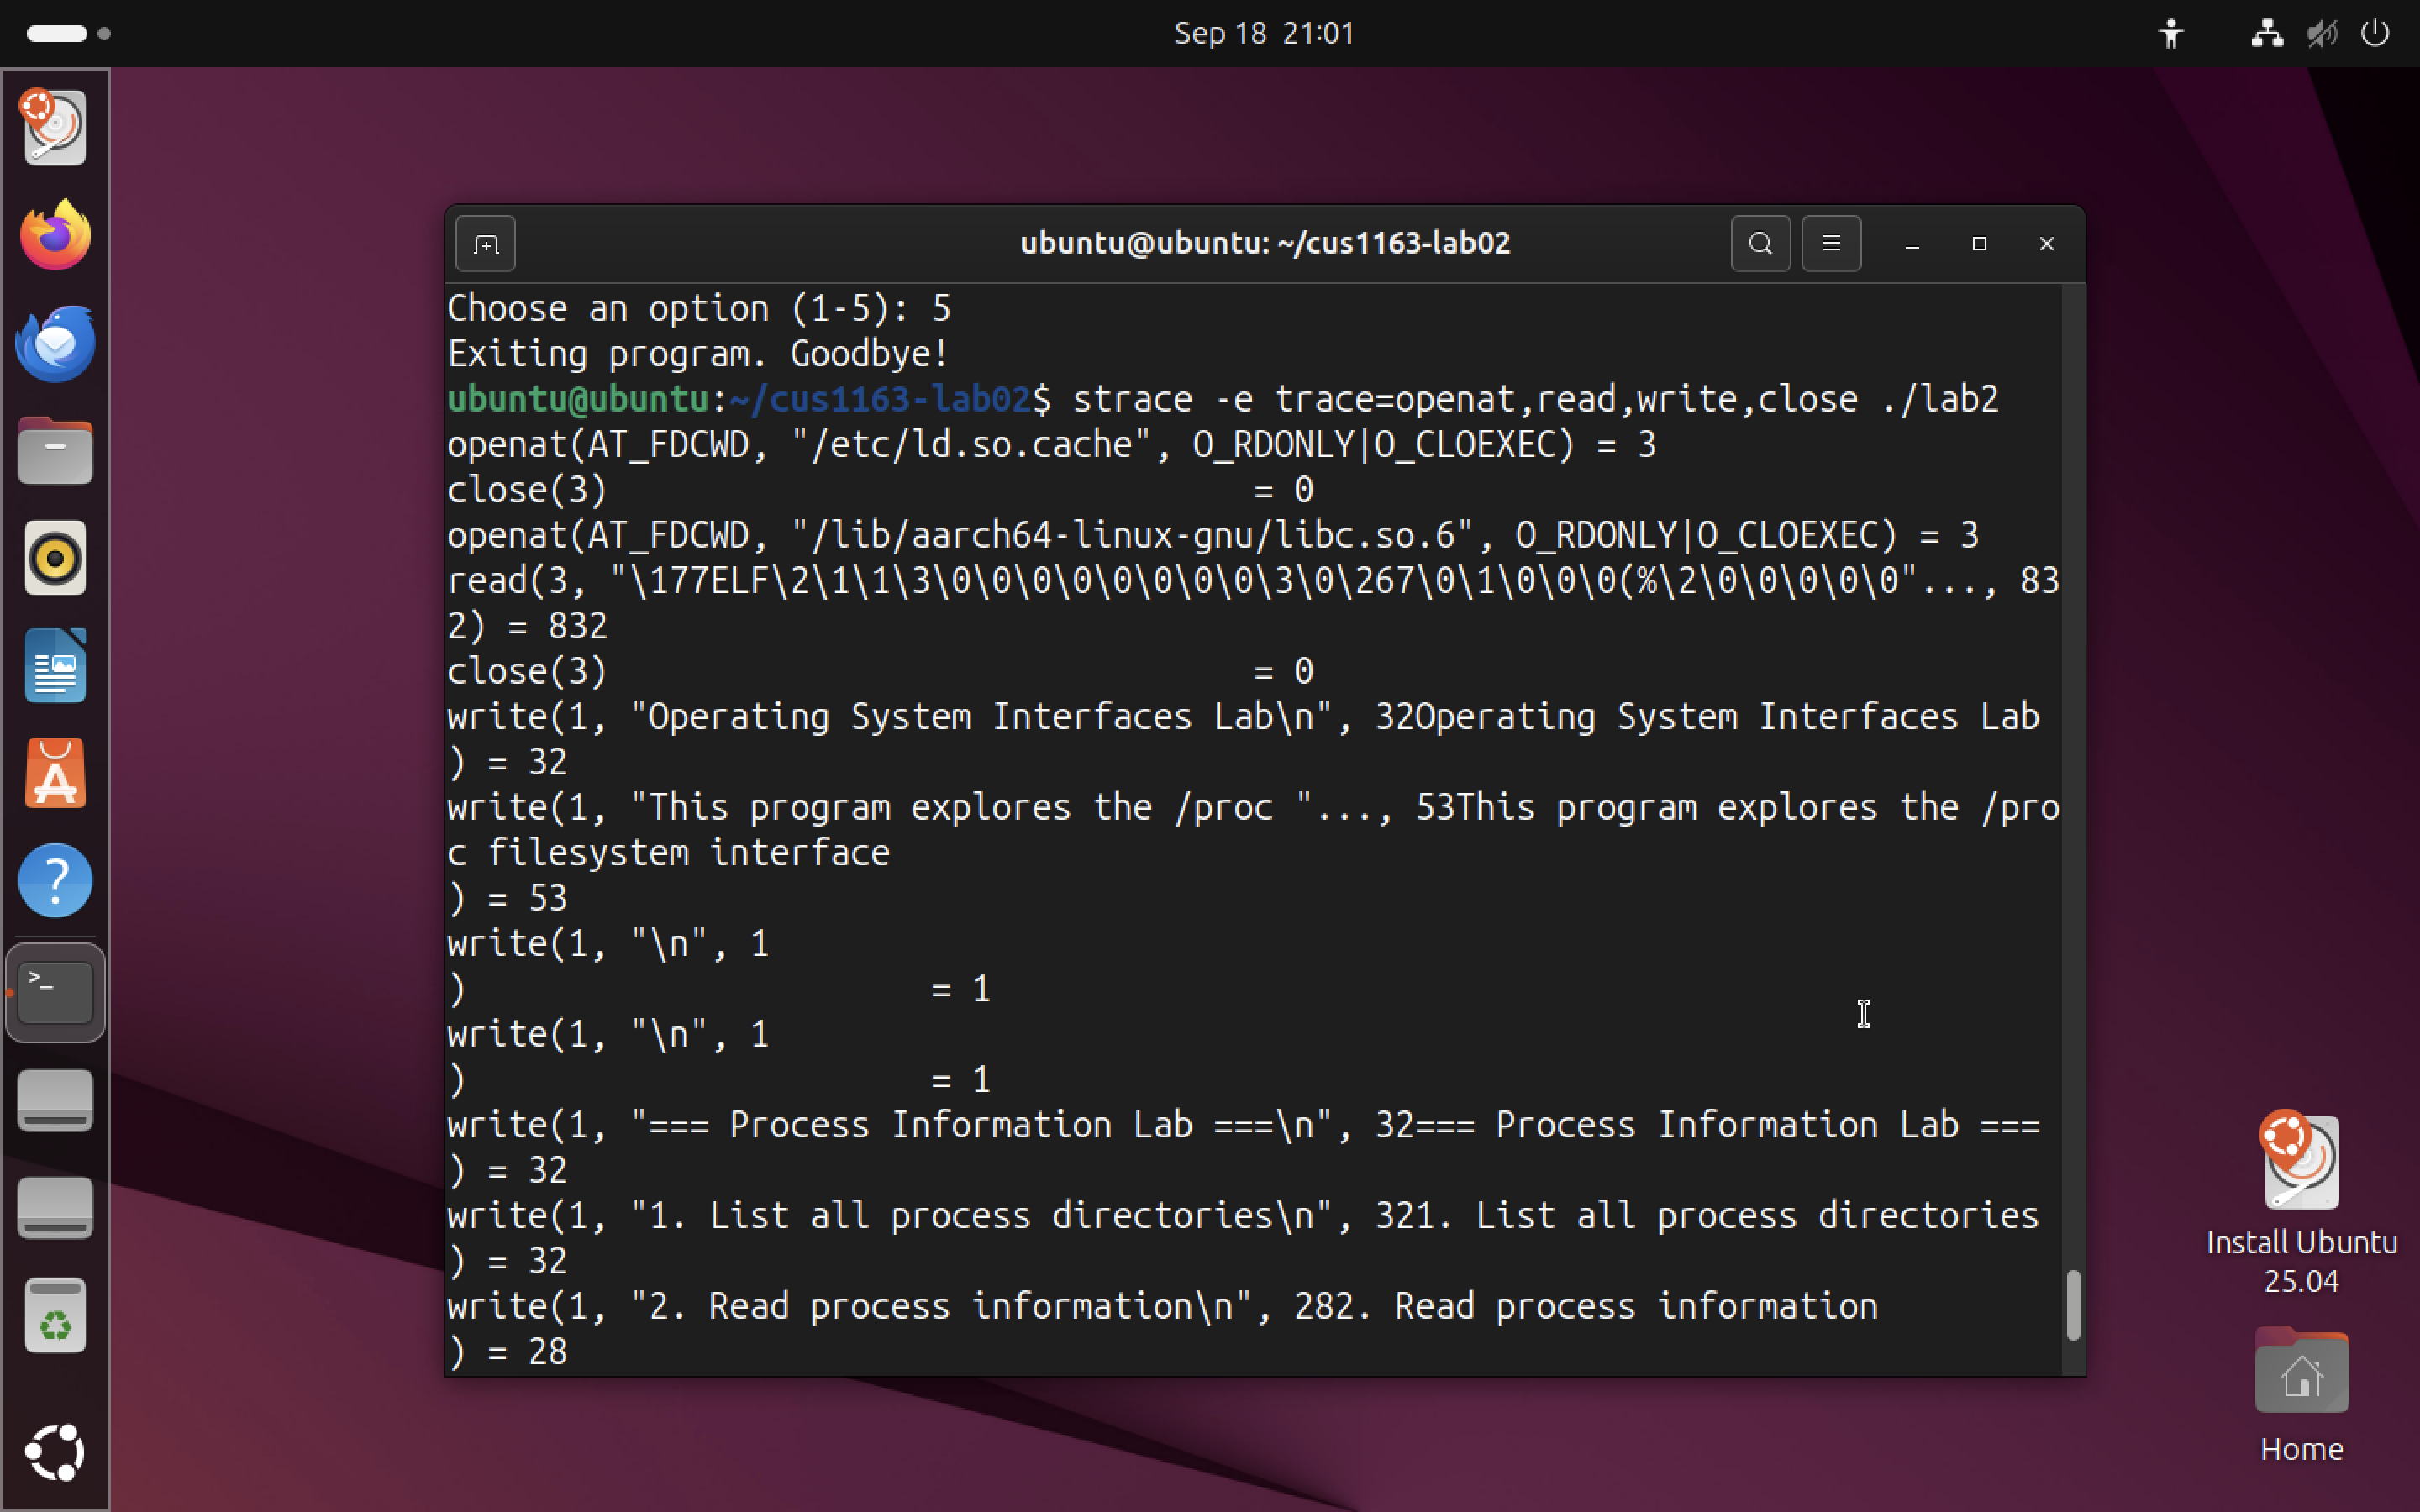 Sep 18 21:01
ubuntu@ubuntu: ~/cus1163-lab02
Choose an option (1-5): 5
Exiting program. Goodbye!
ubuntu@ubuntu:~/cus1163-lab02$ strace -e trace=openat,read,write,close ./lab2
openat(AT_FDCWD, "/etc/ld.so.cache", O_RDONLY|O_CLOEXEC) = 3
close(3)                                = 0
openat(AT_FDCWD, "/lib/aarch64-linux-gnu/libc.so.6", O_RDONLY|O_CLOEXEC) = 3
read(3, "\177ELF\2\1\1\3\0\0\0\0\0\0\0\0\3\0\267\0\1\0\0\0(%\2\0\0\0\0\0"..., 83
2) = 832
close(3)                                = 0
write(1, "Operating System Interfaces Lab\n", 32Operating System Interfaces Lab
) = 32
write(1, "This program explores the /proc "..., 53This program explores the /pro
c filesystem interface
) = 53
write(1, "\n", 1
)                       = 1
write(1, "\n", 1
)                       = 1
write(1, "=== Process Information Lab ===\n", 32=== Process Information Lab ===
) = 32
write(1, "1. List all process directories\n", 321. List all process directories
) = 32
write(1, "2. Read process information\n", 282. Read process information
) = 28
Install Ubuntu
25.04
Home